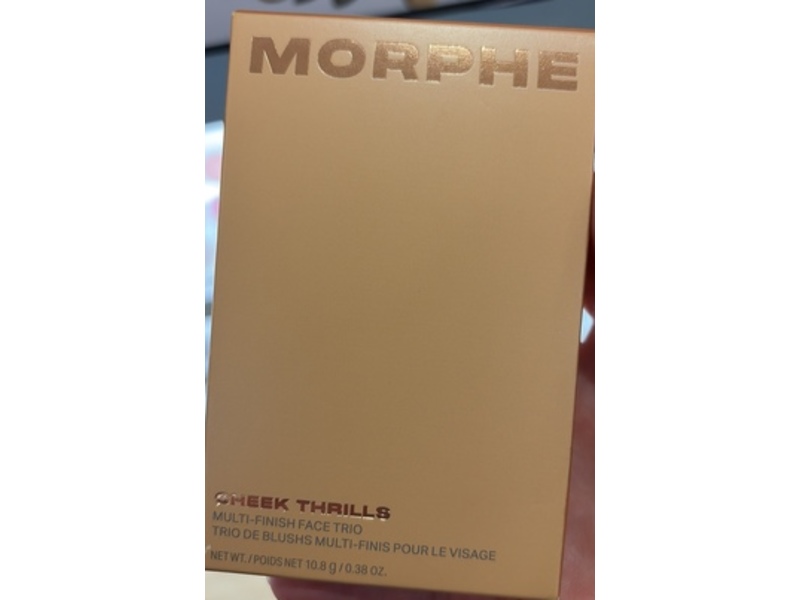 MORPHE
CHEEK THRILLS
MULTI-FINISH FACE TRIO
TRIO DE BLUSHS MULTI-FINIS POUR LE VISAGE
NET WT. / POIDS NET 10.8 g / 0.38 OZ.